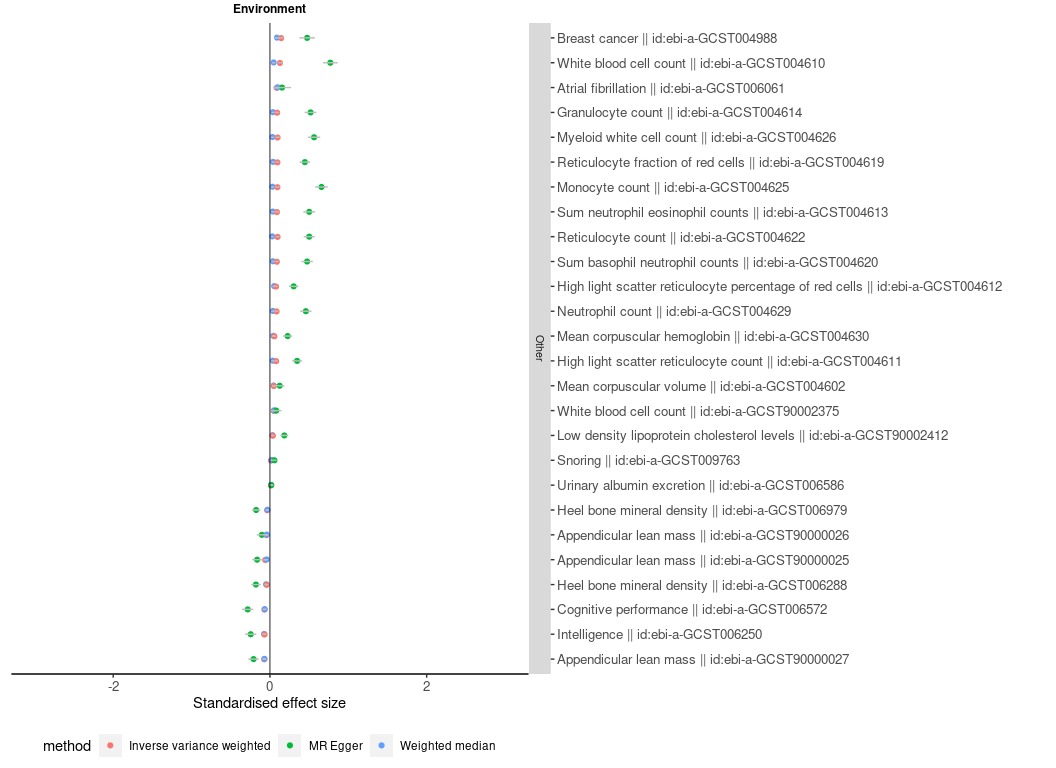 Environment
Breast cancer || id:ebi-a-GCST004988
White blood cell count || id:ebi-a-GCST004610
Atrial fibrillation || id:ebi-a-GCST006061
Granulocyte count || id:ebi-a-GCST004614
Myeloid white cell count || id:ebi-a-GCST004626
Reticulocyte fraction of red cells || id:ebi-a-GCST004619
Monocyte count || id:ebi-a-GCST004625
Sum neutrophil eosinophil counts || id:ebi-a-GCST004613
Reticulocyte count || id:ebi-a-GCST004622
Sum basophil neutrophil counts || id:ebi-a-GCST004620
High light scatter reticulocyte percentage of red cells || id:ebi-a-GCST004612
Neutrophil count || id:ebi-a-GCST004629
Mean corpuscular hemoglobin || id:ebi-a-GCST004630
Other
High light scatter reticulocyte count || id:ebi-a-GCST004611
Mean corpuscular volume || id:ebi-a-GCST004602
White blood cell count || id:ebi-a-GCST90002375
Low density lipoprotein cholesterol levels || id:ebi-a-GCST90002412
Snoring || id:ebi-a-GCST009763
Urinary albumin excretion || id:ebi-a-GCST006586
Heel bone mineral density || id:ebi-a-GCST006979
Appendicular lean mass || id:ebi-a-GCST90000026
Appendicular lean mass || id:ebi-a-GCST90000025
Heel bone mineral density || id:ebi-a-GCST006288
Cognitive performance || id:ebi-a-GCST006572
Intelligence || id:ebi-a-GCST006250
Appendicular lean mass || id:ebi-a-GCST90000027
-2 0 2
Standardised effect size
method Inverse variance weighted MR Egger Weighted median